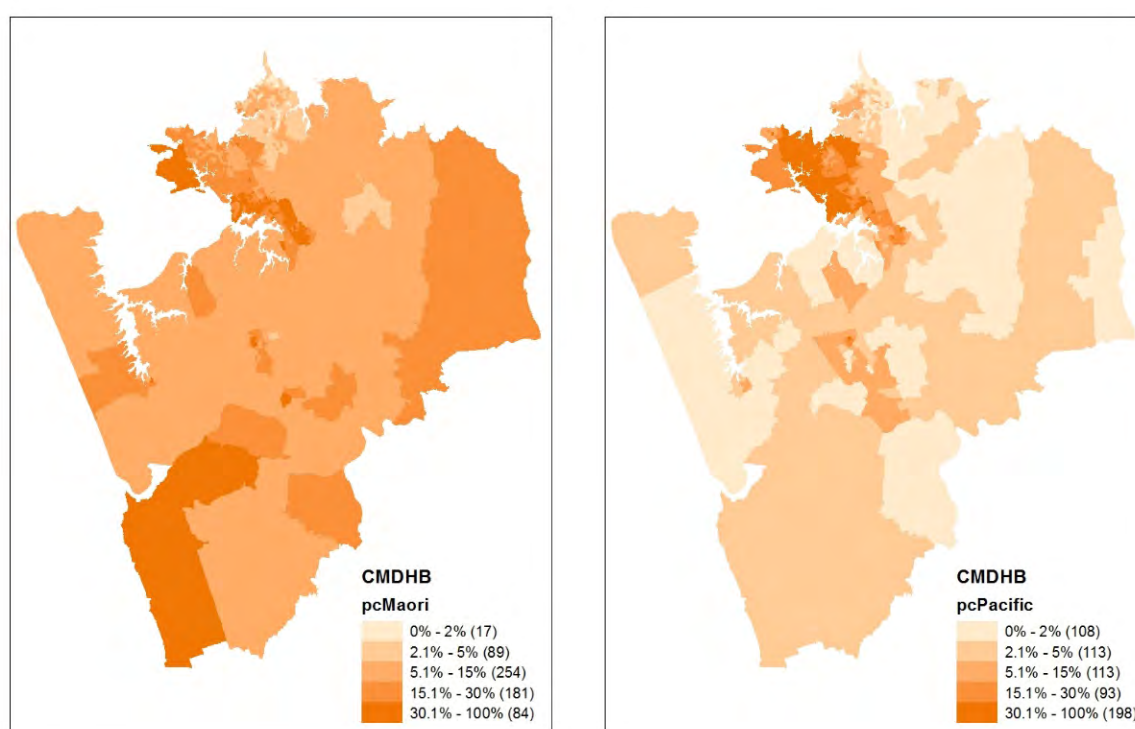 CMDHB
pcMaori
0% - 2% (17)
2.1% - 5% (89)
5.1% - 15% (254)
15.1% - 30% (181)
30.1% - 100% (84)
CMDHB
pcPacific
0% - 2% (108)
2.1% - 5% (113)
5.1% - 15% (113)
15.1% - 30% (93)
30.1% - 100% (198)